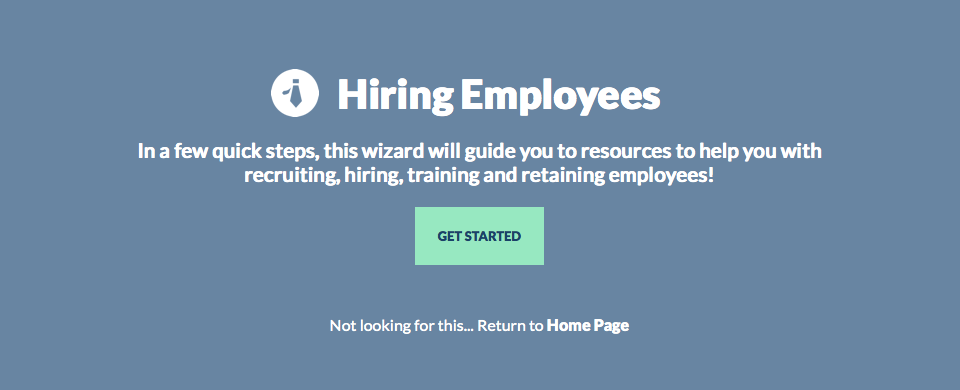 Hiring Employees
In a few quick steps, this wizard will guide you to resources to help you with
recruiting, hiring, training and retaining employees!
GET STARTED
Not looking for this... Return to Home Page